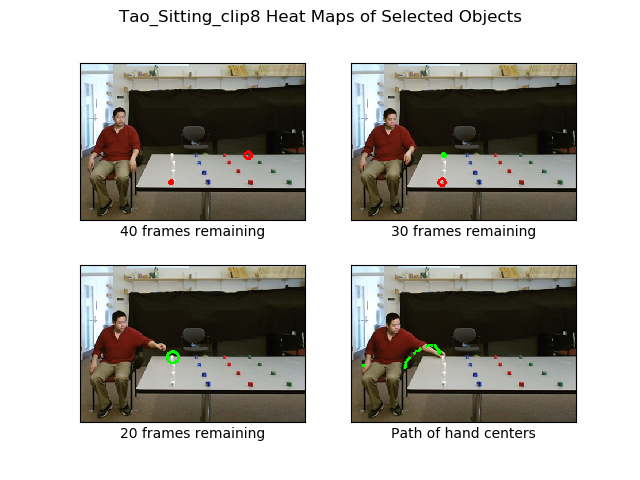 Tao_Sitting_clip8 Heat Maps of Selected Objects
40 frames remaining
30 frames remaining
20 frames remaining
Path of hand centers